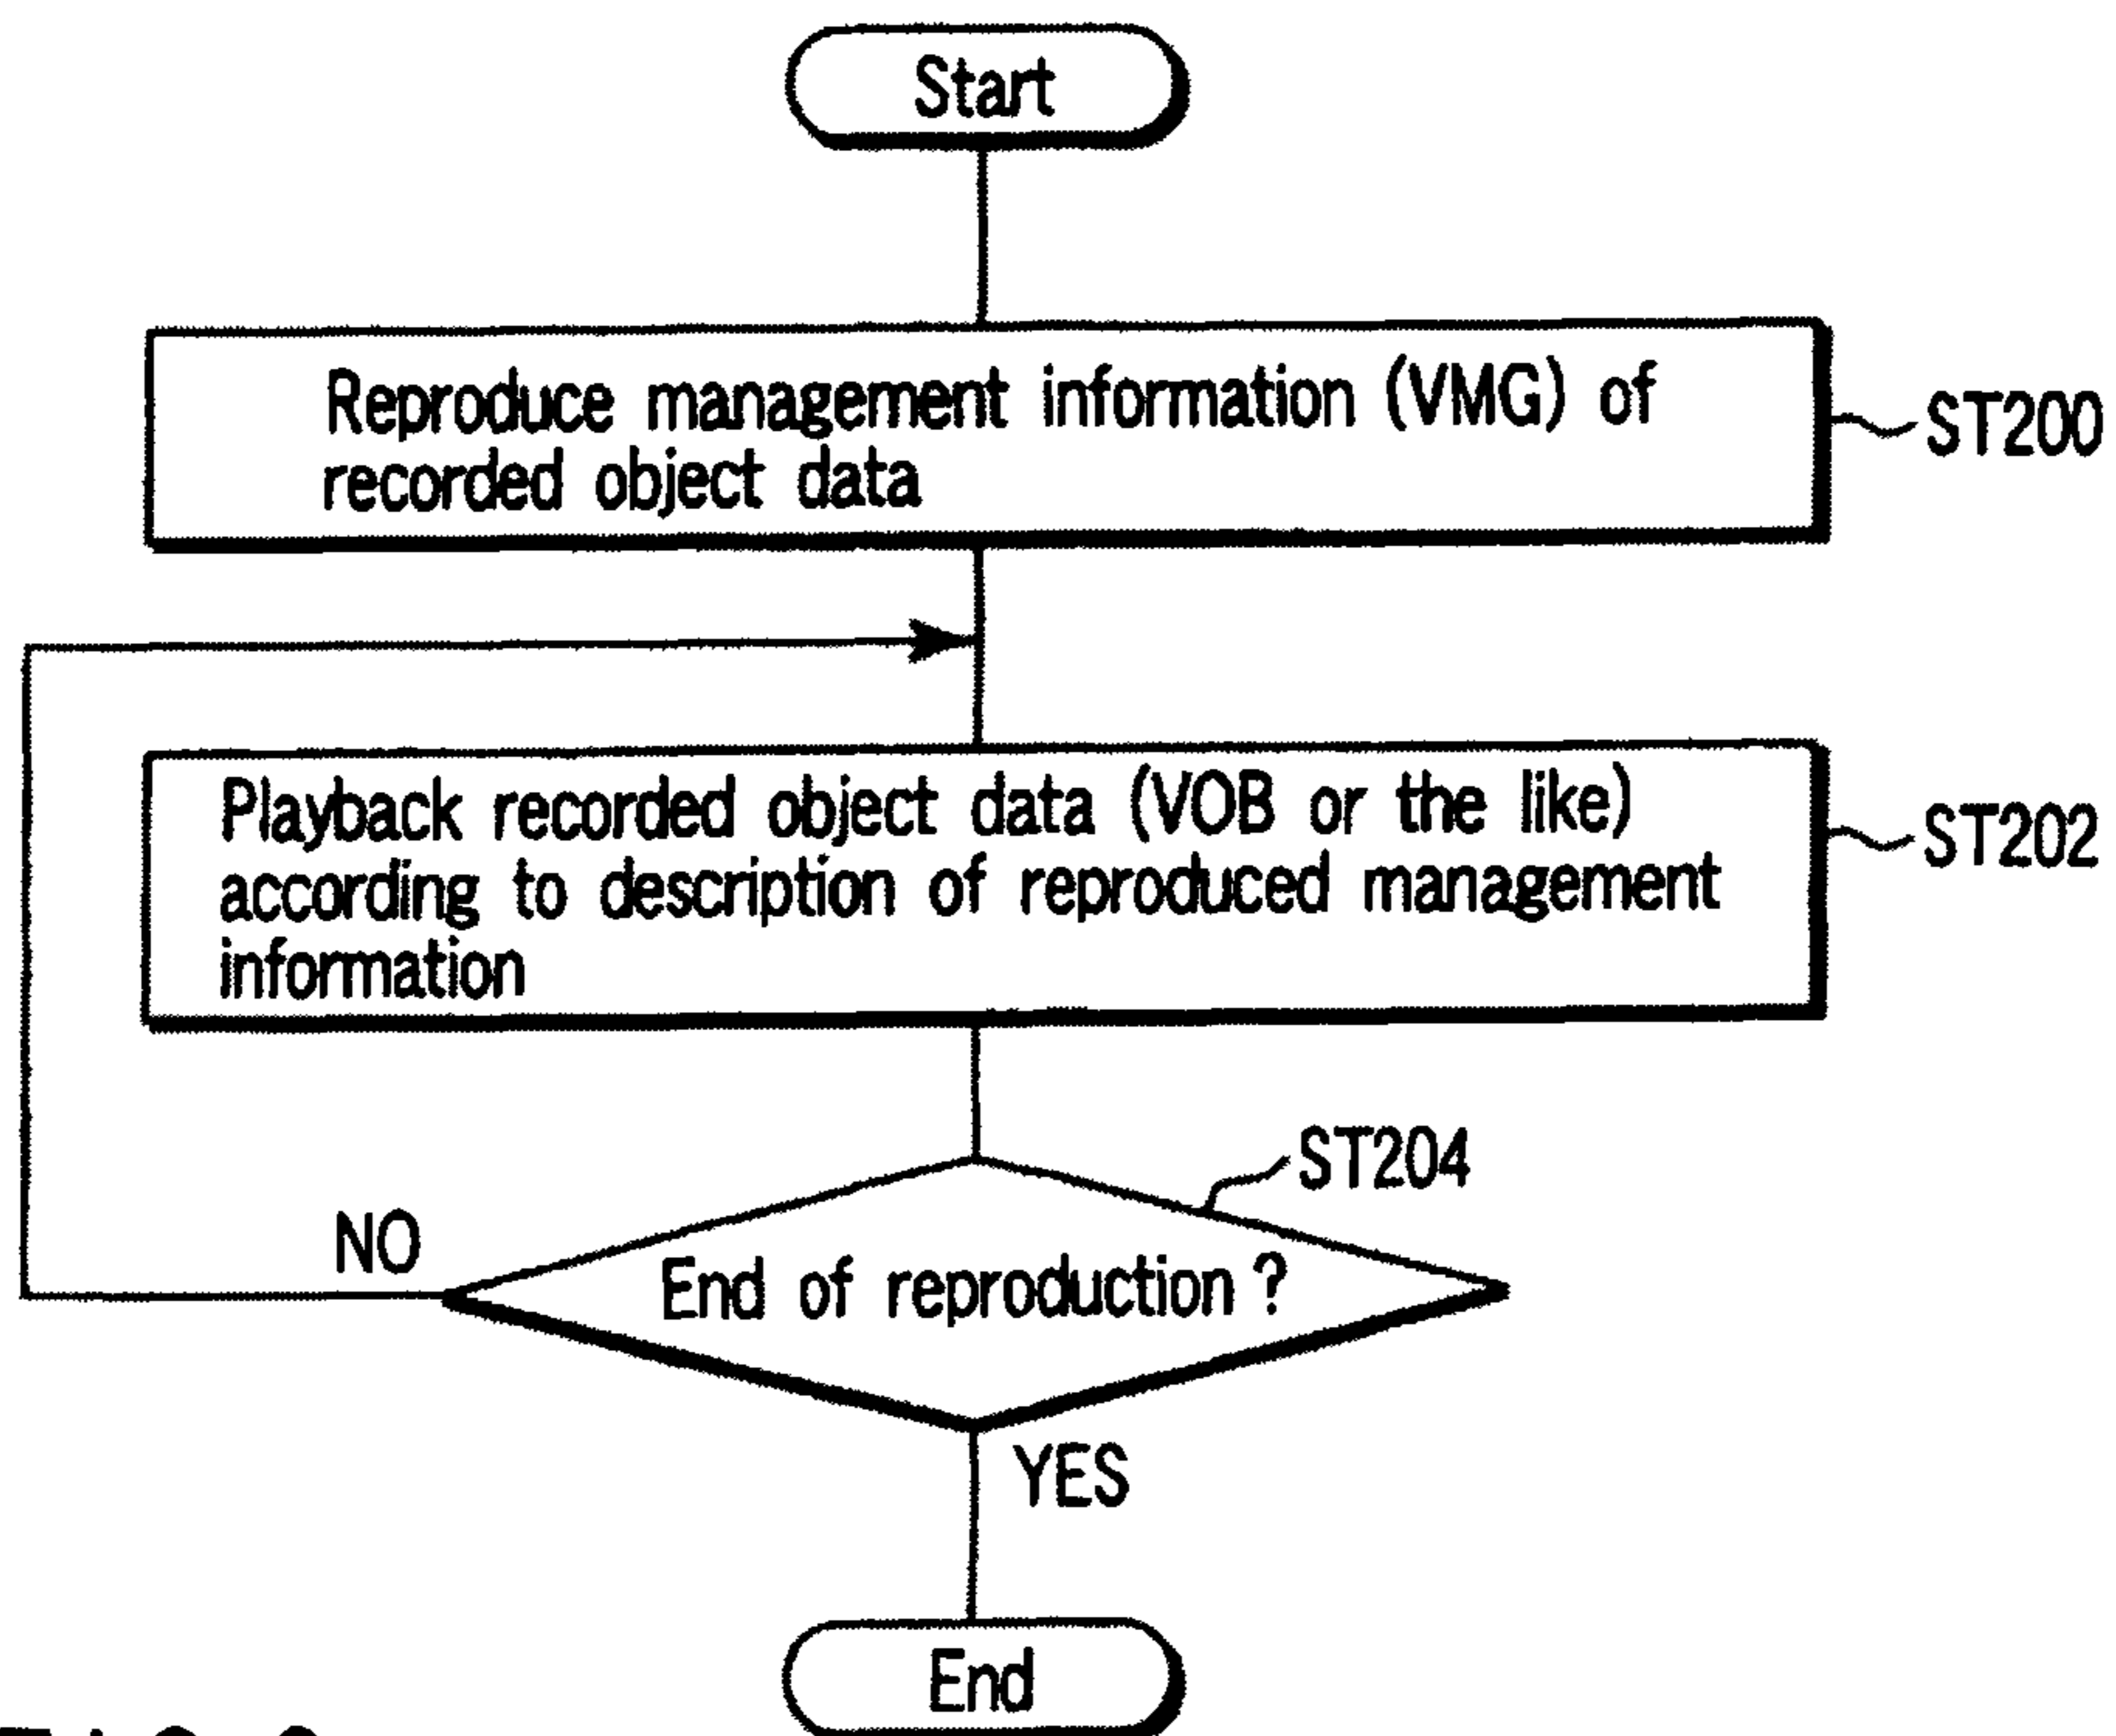 Start
Reproduce management information (VMG) of
recorded object data
ST200
Playback recorded object data (VOB or the like)
according to description of reproduced management
information
ST202
ST204
NO
End of reproduction ?
YES
End